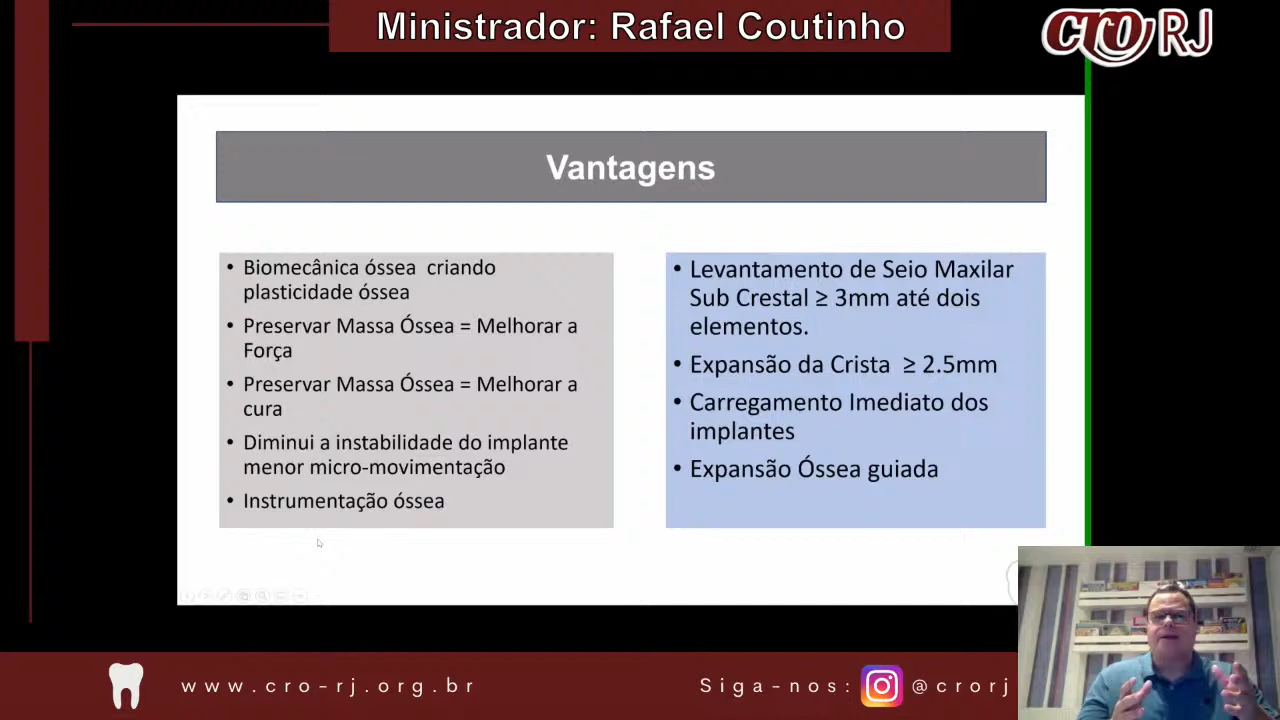 Ministrador: Rafael Coutinho
CRO RJ
Vantagens
• Biomecânica óssea criando
plasticidade óssea
• Preservar Massa Óssea = Melhorar a
Força
• Preservar Massa Óssea = Melhorar a
cura
• Diminui a instabilidade do implante
menor micro-movimentação
• Instrumentação óssea
• Levantamento de Seio Maxilar
Sub Crestal ≥ 3mm até dois
elementos.
• Expansão da Crista ≥ 2.5mm
• Carregamento Imediato dos
implantes
• Expansão Óssea guiada
www.cro-rj.org.br
Siga-nos: @crorj